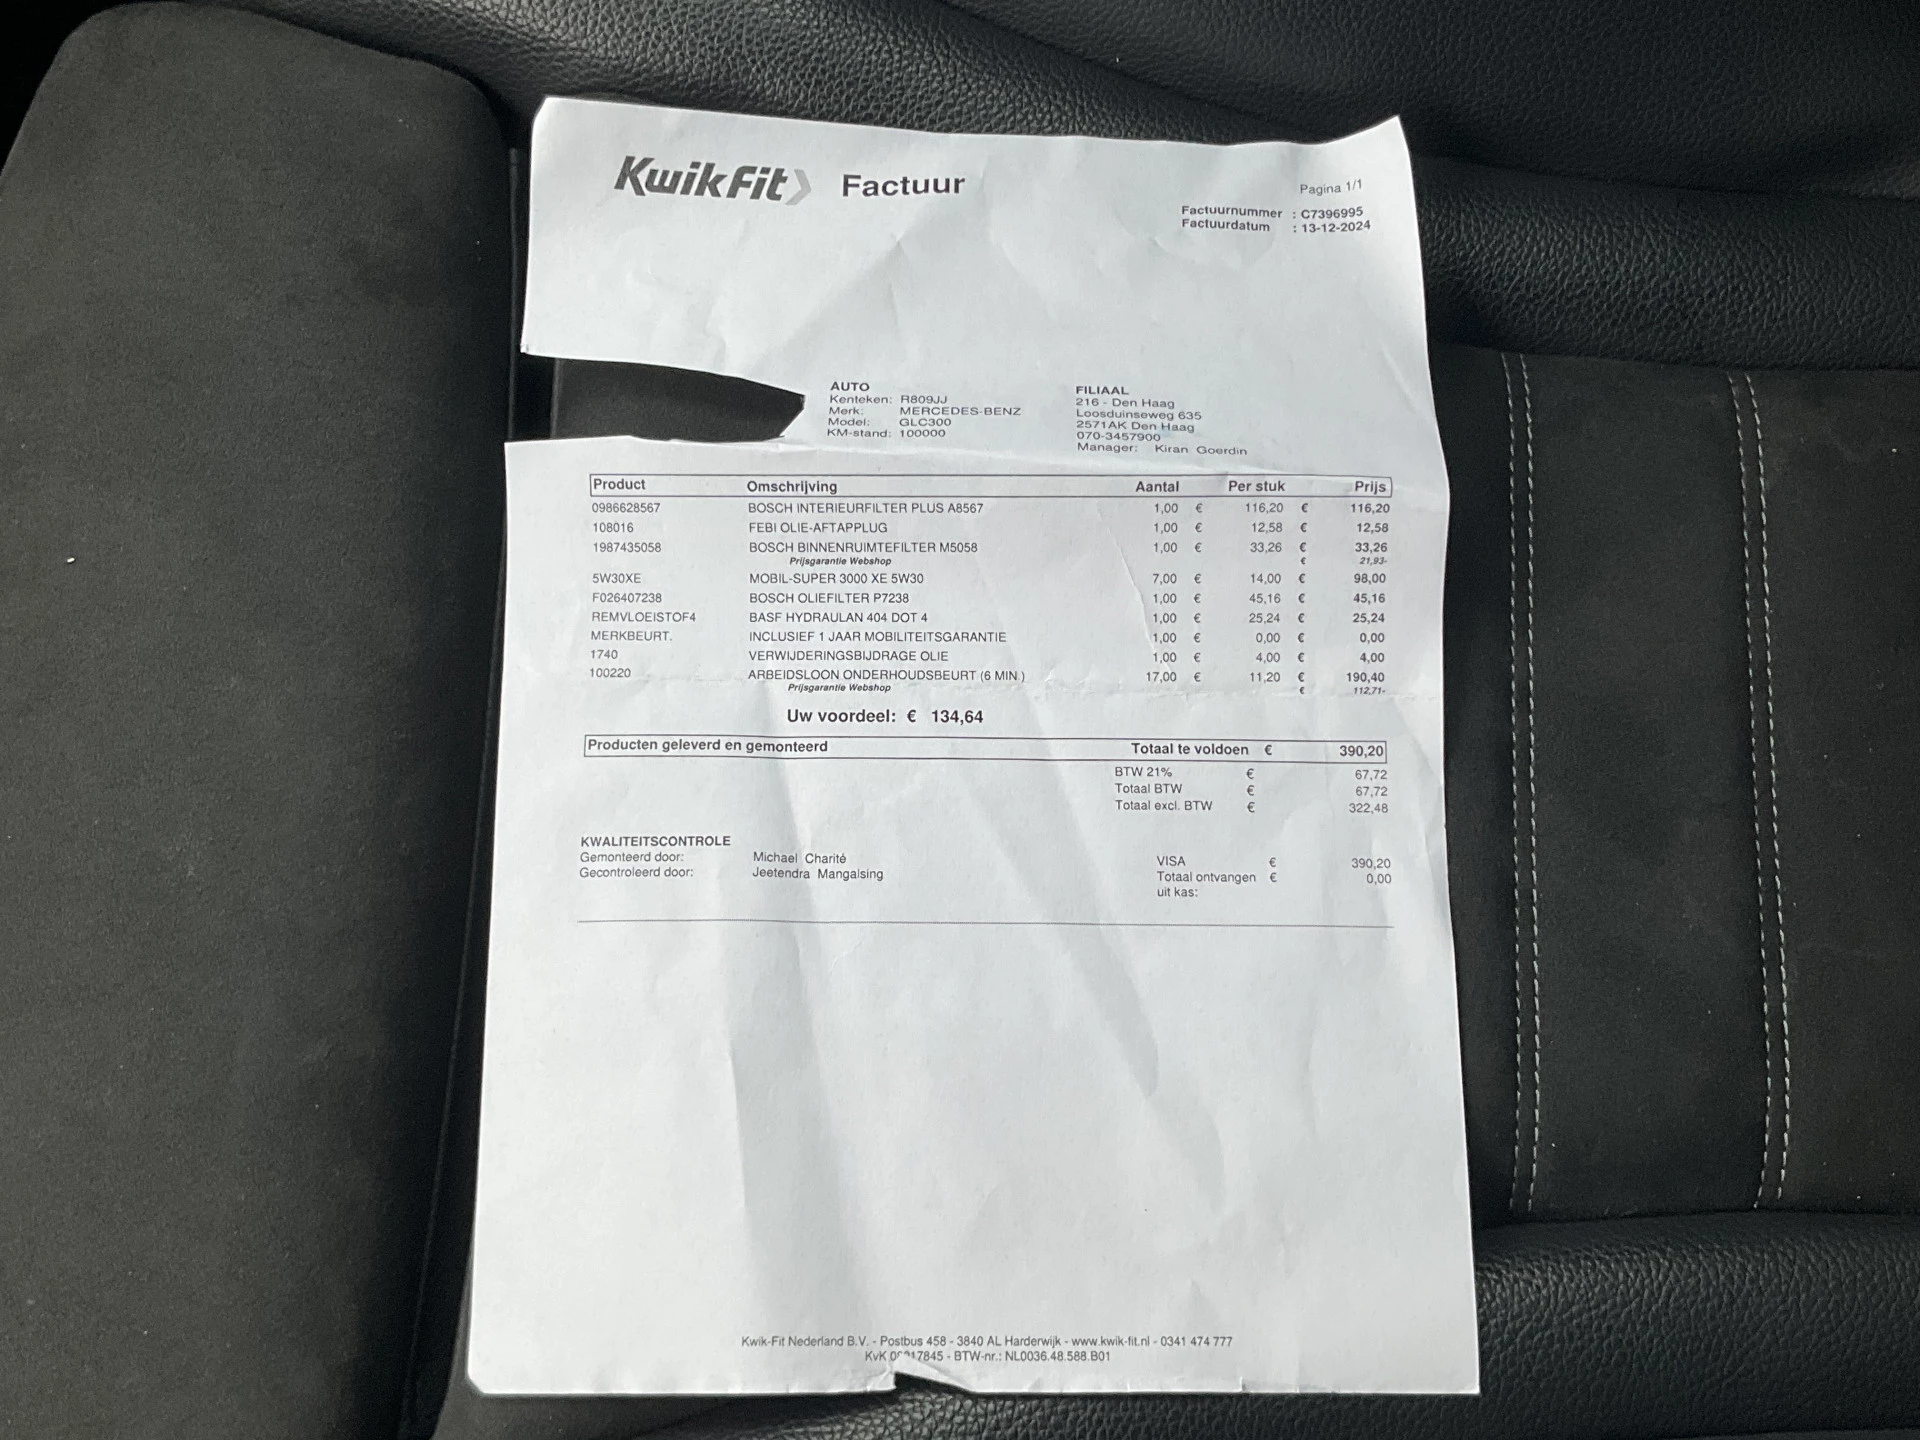 KwikFit Factuur
Pagina 1/1
Factuurnummer : C7396995
Factuurdatum : 13-12-2024
AUTO
Kenteken: R809JJ
Merk: MERCEDES-BENZ
Model: GLC300
KM-stand: 100000
FILIAAL
216 - Den Haag
Loosduinseweg 635
2571AK Den Haag
070-3457900
Manager: Kiran Goerdin
Product Omschrijving Aantal Per stuk Prijs
0986628567 BOSCH INTERIEURFILTER PLUS A8567 1,00 € 116,20 € 116,20
108016 FEBI OLIE-AFTAPPLUG 1,00 € 12,58 € 12,58
1987435058 BOSCH BINNENRUIMTEFILTER M5058 1,00 € 33,26 € 33,26
Prijsgarantie Webshop € 21,93-
5W30XE MOBIL-SUPER 3000 XE 5W30 7,00 € 14,00 € 98,00
F026407238 BOSCH OLIEFILTER P7238 1,00 € 45,16 € 45,16
REMVLOEISTOF4 BASF HYDRAULAN 404 DOT 4 1,00 € 25,24 € 25,24
MERKBEURT. INCLUSIEF 1 JAAR MOBILITEITSGARANTIE 1,00 € 0,00 € 0,00
1740 VERWIJDERINGSBIJDRAGE OLIE 1,00 € 4,00 € 4,00
100220 ARBEIDSLOON ONDERHOUDSBEURT (6 MIN.) 17,00 € 11,20 € 190,40
Prijsgarantie Webshop € 112,71-
Uw voordeel: € 134,64
Producten geleverd en gemonteerd Totaal te voldoen € 390,20
BTW 21% € 67,72
Totaal BTW € 67,72
Totaal excl. BTW € 322,48
KWALITEITSCONTROLE
Gemonteerd door: Michael Charité
Gecontroleerd door: Jeetendra Mangalsing
VISA € 390,20
Totaal ontvangen € 0,00
uit kas:
Kwik-Fit Nederland B.V. - Postbus 458 - 3840 AL Harderwijk - www.kwik-fit.nl - 0341 474 777
KvK 17845 - BTW-nr.: NL0036.48.588.B01